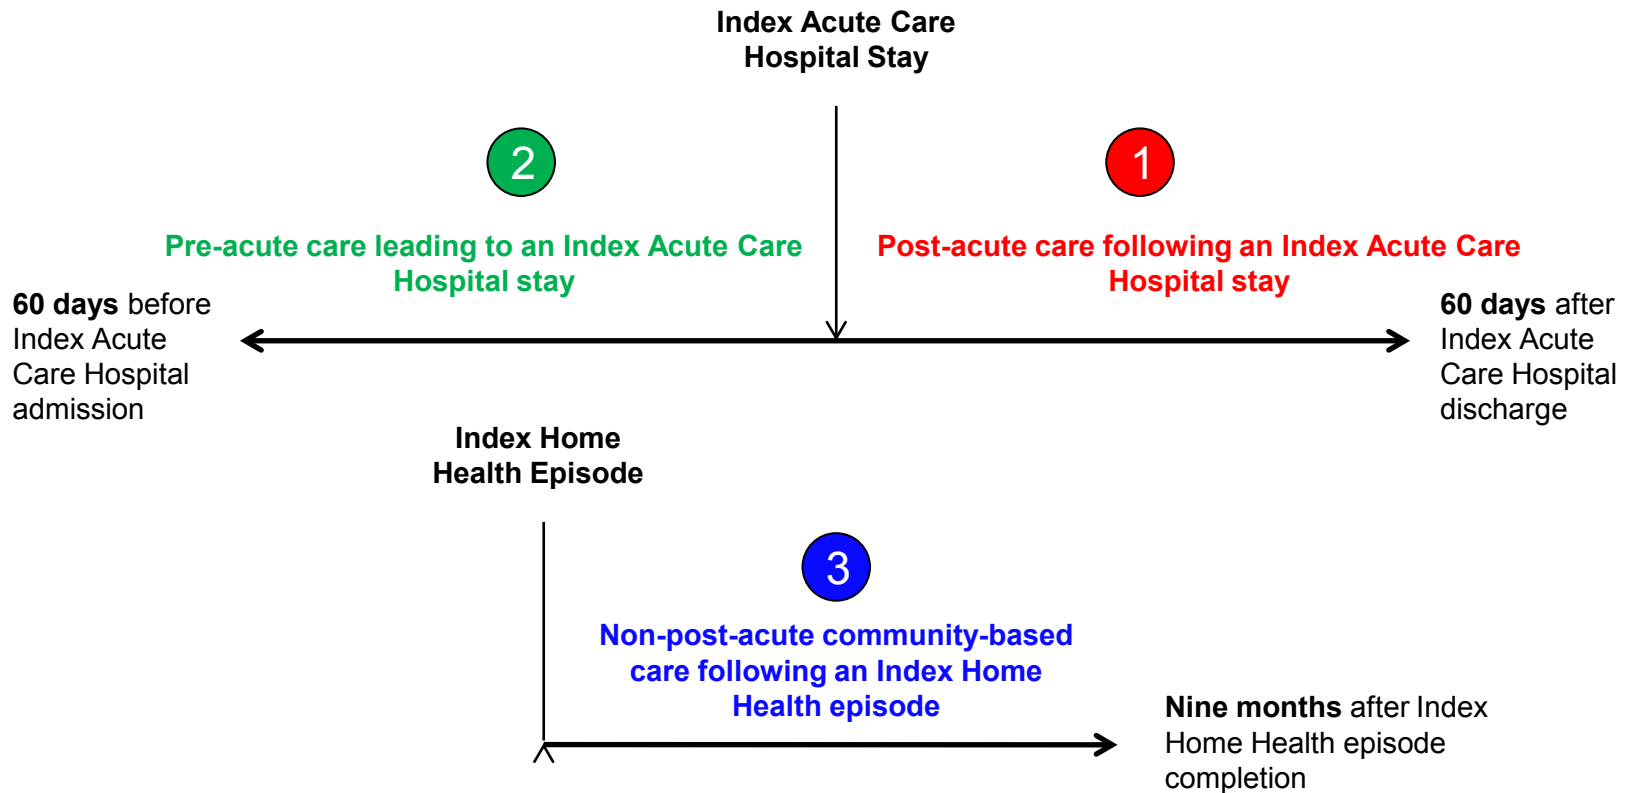 Index Acute Care
Hospital Stay
2
1
Pre-acute care leading to an Index Acute Care
Hospital stay
Post-acute care following an Index Acute Care
Hospital stay
60 days before
Index Acute
Care Hospital
admission
60 days after
Index Acute
Care Hospital
discharge
Index Home
Health Episode
3
Non-post-acute community-based
care following an Index Home
Health episode
Nine months after Index
Home Health episode
completion